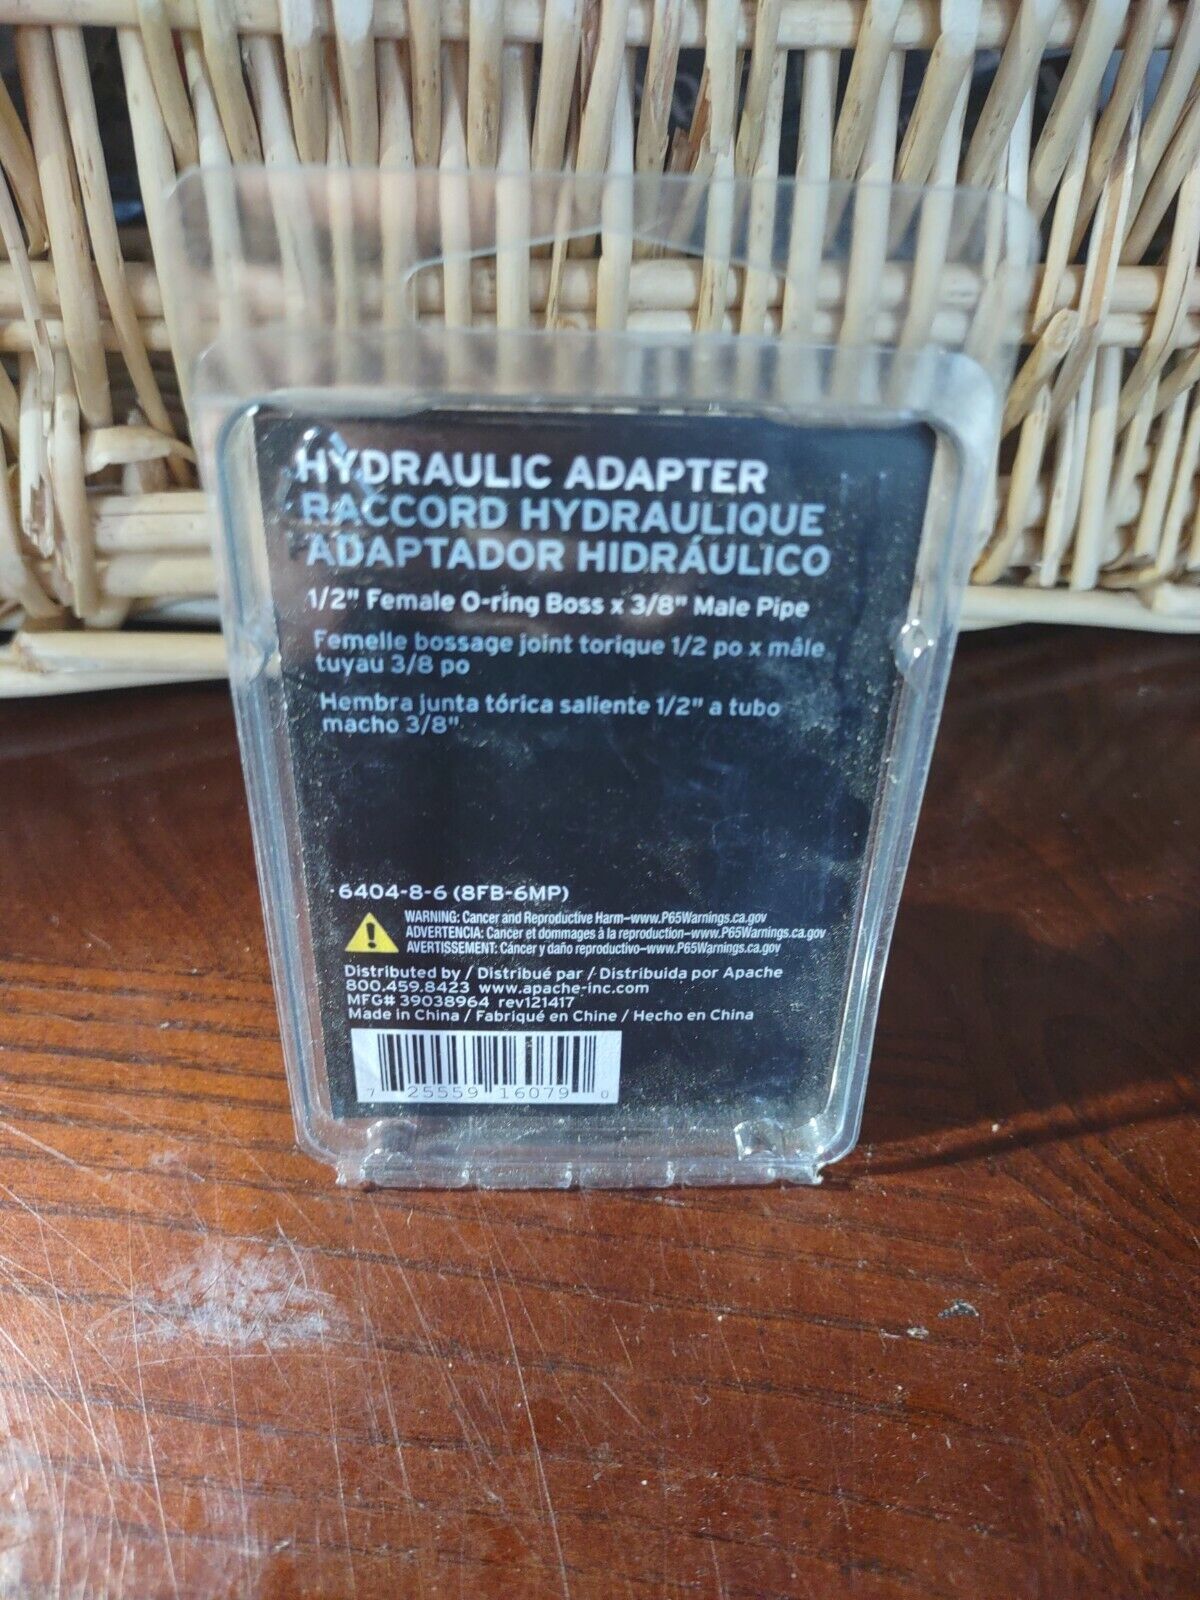 HYDRAULIC ADAPTER
RACCORD HYDRAULIQUE
ADAPTADOR HIDRÁULICO
1/2" Female O-ring Boss x 3/8" Male Pipe
Femelle bossage joint torique 1/2 po x mâle
tuyau 3/8 po
Hembra junta tórica saliente 1/2" a tubo
macho 3/8"
6404-8-6 (8FB-6MP)
WARNING: Cancer and Reproductive Harm–www.P65Warnings.ca.gov
ADVERTENCIA: Cancer et dommages à la reproduction–www.P65Warnings.ca.gov
AVERTISSEMENT: Cáncer y daño reproductivo–www.P65Warnings.ca.gov
Distributed by / Distribué par / Distribuida por Apache
800.459.8423 www.apache-inc.com
MFG# 39038964 rev121417
Made in China / Fabriqué en Chine / Hecho en China
7 25559 16079 0